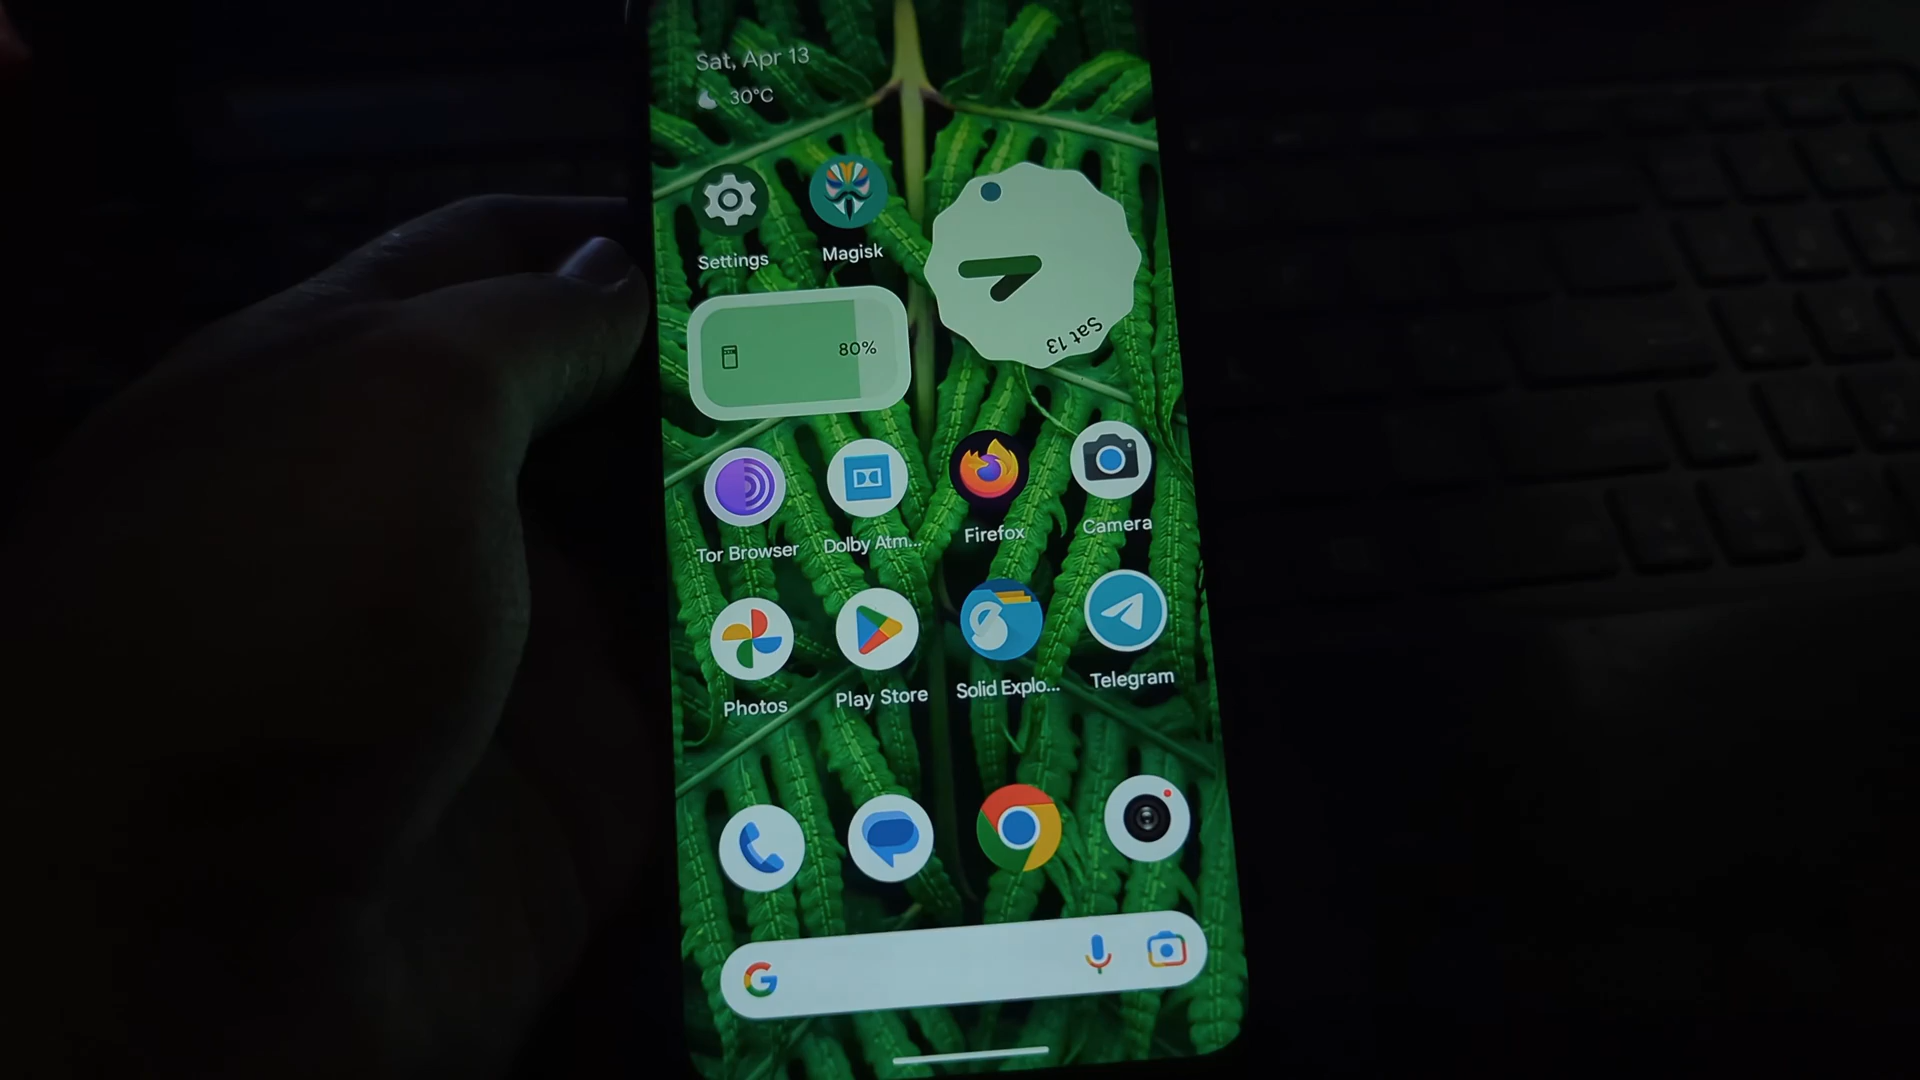 Sat, Apr 13
30°C
Settings
Magisk
Sat 13
80%
Tor Browser
Dolby Atm...
Firefox
Camera
Photos
Play Store
Solid Explo...
Telegram
G